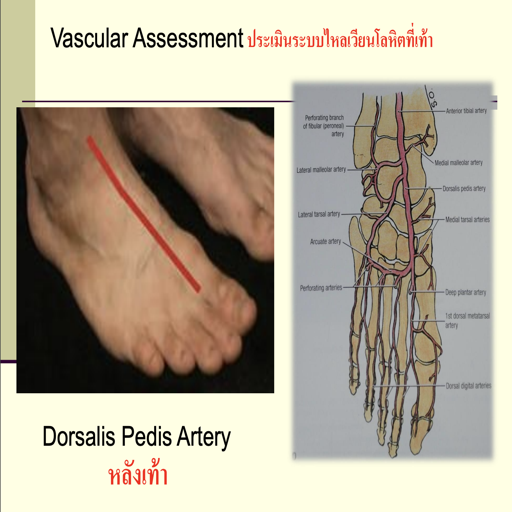 Vascular Assessment ประเมินระบบไหลเวียนโลหิตที่เท้า
Perforating branch
of fibular (peroneal)
artery
Anterior tibial artery
Lateral malleolar artery
Medial malleolar artery
Dorsalis pedis artery
Lateral tarsal artery
Medial tarsal arteries
Arcuate artery
Perforating arteries
Deep plantar artery
1st dorsal metatarsal
artery
Dorsal digital arteries
Dorsalis Pedis Artery
หลังเท้า